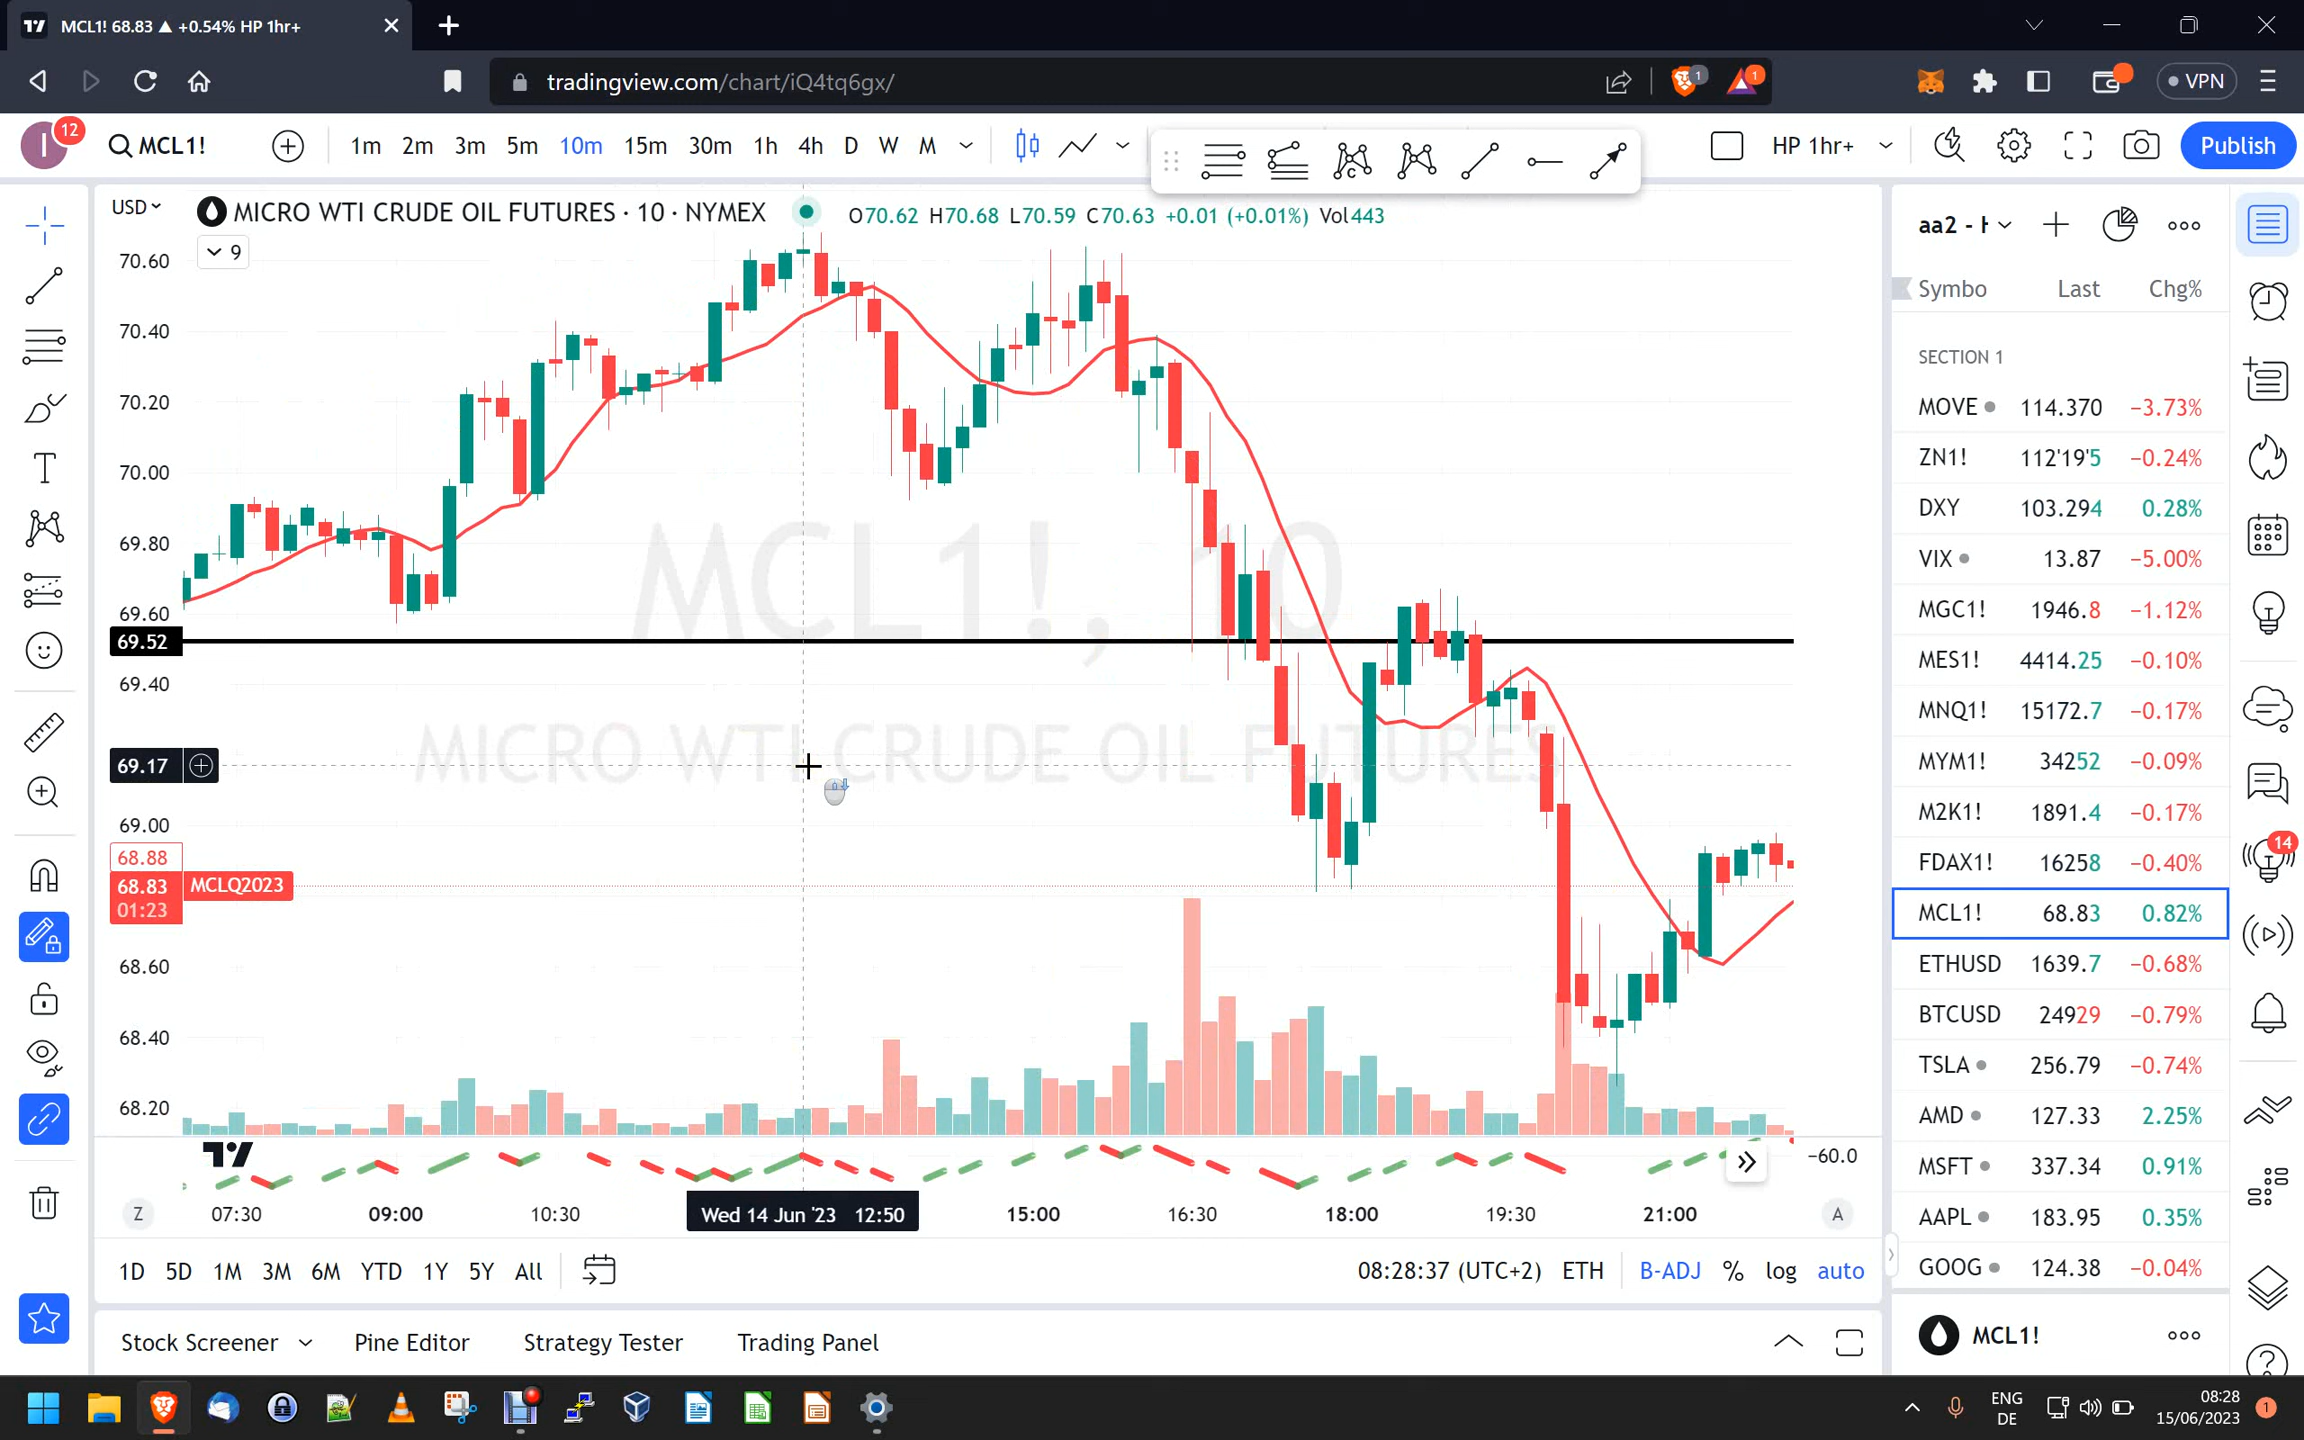 MCL1! 68.83 ▲ +0.54% HP 1hr+
tradingview.com/chart/iQ4tq6gx/
1
1
VPN
I
12
MCL1!
1m 2m 3m 5m 10m 15m 30m 1h 4h D W M
HP 1hr+
Publish
USD
MICRO WTI CRUDE OIL FUTURES · 10 · NYMEX
O70.62 H70.68 L70.59 C70.63 +0.01 (+0.01%) Vol443
9
70.60
70.40
70.20
70.00
69.80
69.60
69.52
69.40
69.17
69.00
68.88
68.83 MCLQ2023
01:23
68.60
68.40
68.20
MCL1!, 10
MICRO WTI CRUDE OIL FUTURES
−60.0
Z 07:30 09:00 10:30 Wed 14 Jun '23 12:50 15:00 16:30 18:00 19:30 21:00 A
1D 5D 1M 3M 6M YTD 1Y 5Y All
08:28:37 (UTC+2) ETH B-ADJ % log auto
Stock Screener Pine Editor Strategy Tester Trading Panel
aa2 -
Symbo Last Chg%
SECTION 1
MOVE 114.370 −3.73%
ZN1! 112'19'5 −0.24%
DXY 103.294 0.28%
VIX 13.87 −5.00%
MGC1! 1946.8 −1.12%
MES1! 4414.25 −0.10%
MNQ1! 15172.7 −0.17%
MYM1! 34252 −0.09%
M2K1! 1891.4 −0.17%
FDAX1! 16258 −0.40%
MCL1! 68.83 0.82%
ETHUSD 1639.7 −0.68%
BTCUSD 24929 −0.79%
TSLA 256.79 −0.74%
AMD 127.33 2.25%
MSFT 337.34 0.91%
AAPL 183.95 0.35%
GOOG 124.38 −0.04%
MCL1!
14
ENG
DE
08:28
15/06/2023
1